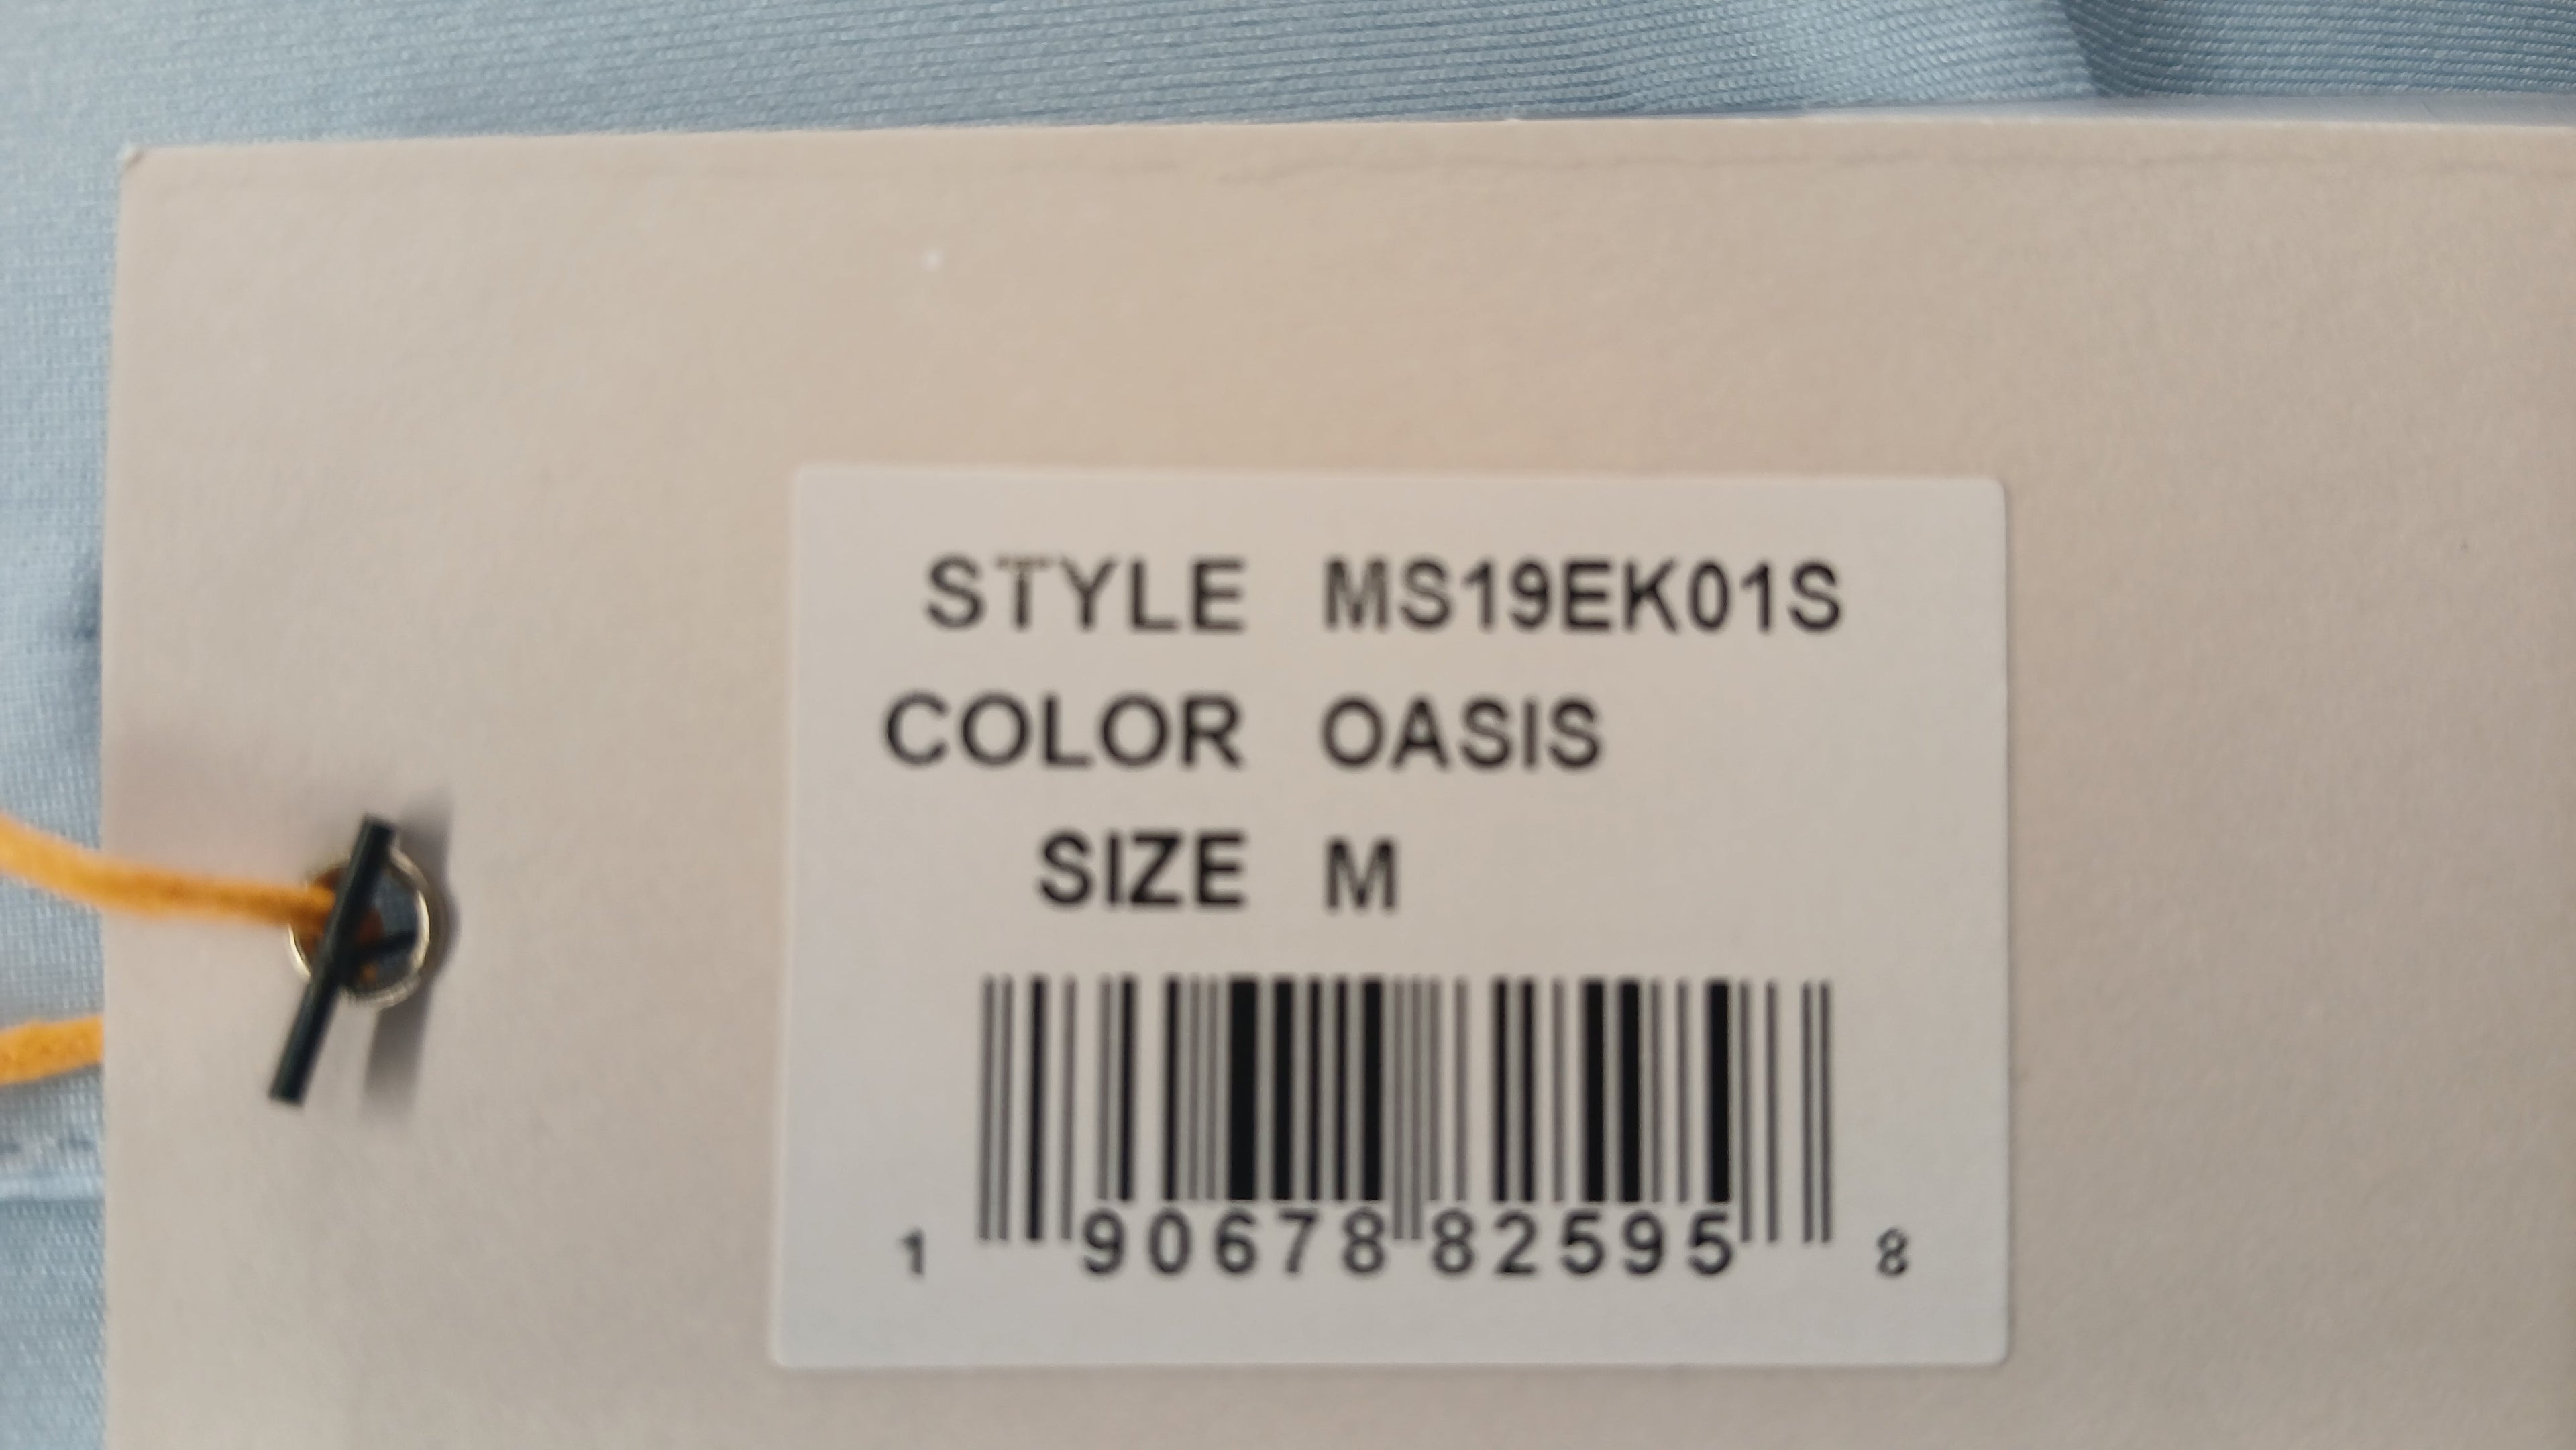 STYLE MS19EK01S
COLOR OASIS
SIZE M
1 90678 82595 8